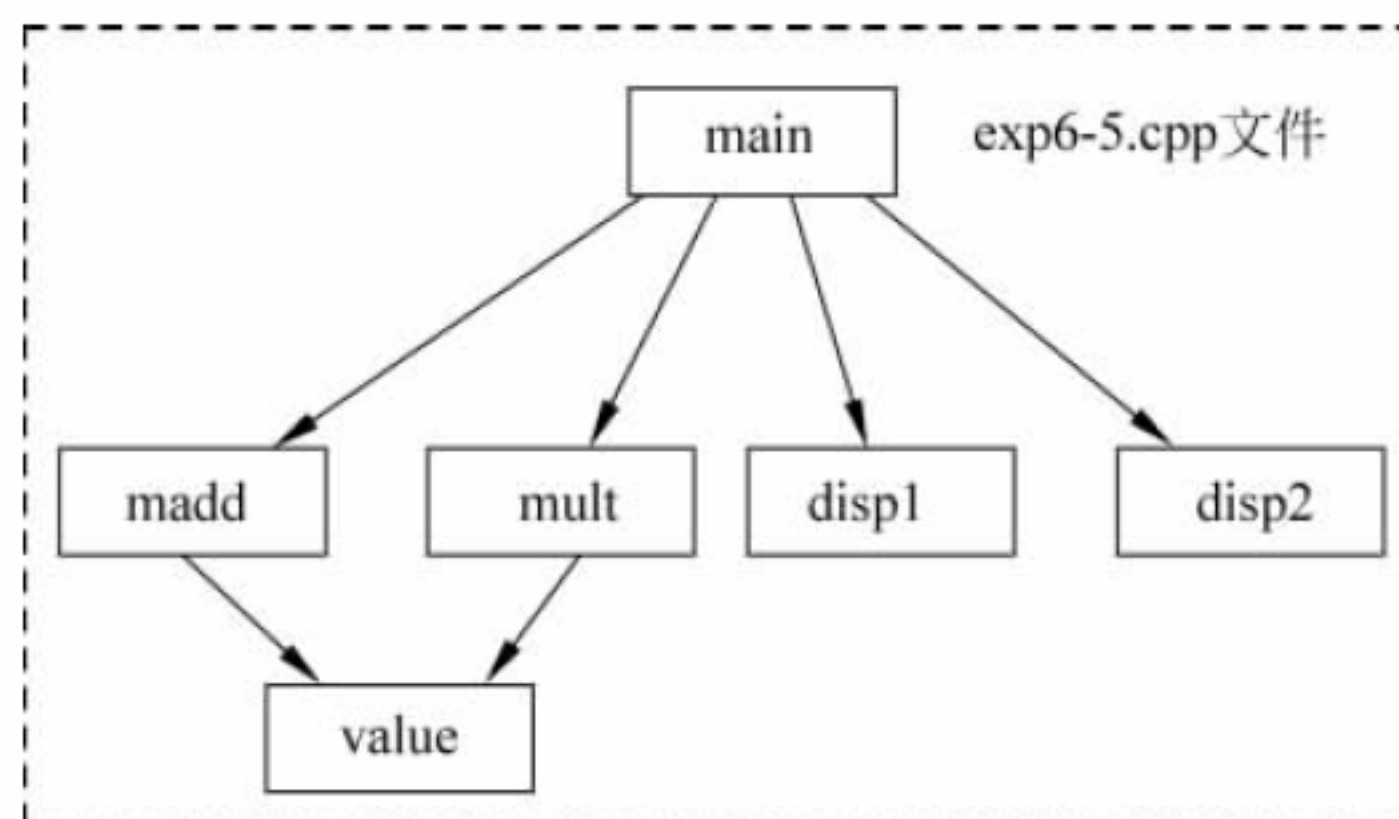 main
exp6-5.cpp文件
madd
mult
disp1
disp2
value